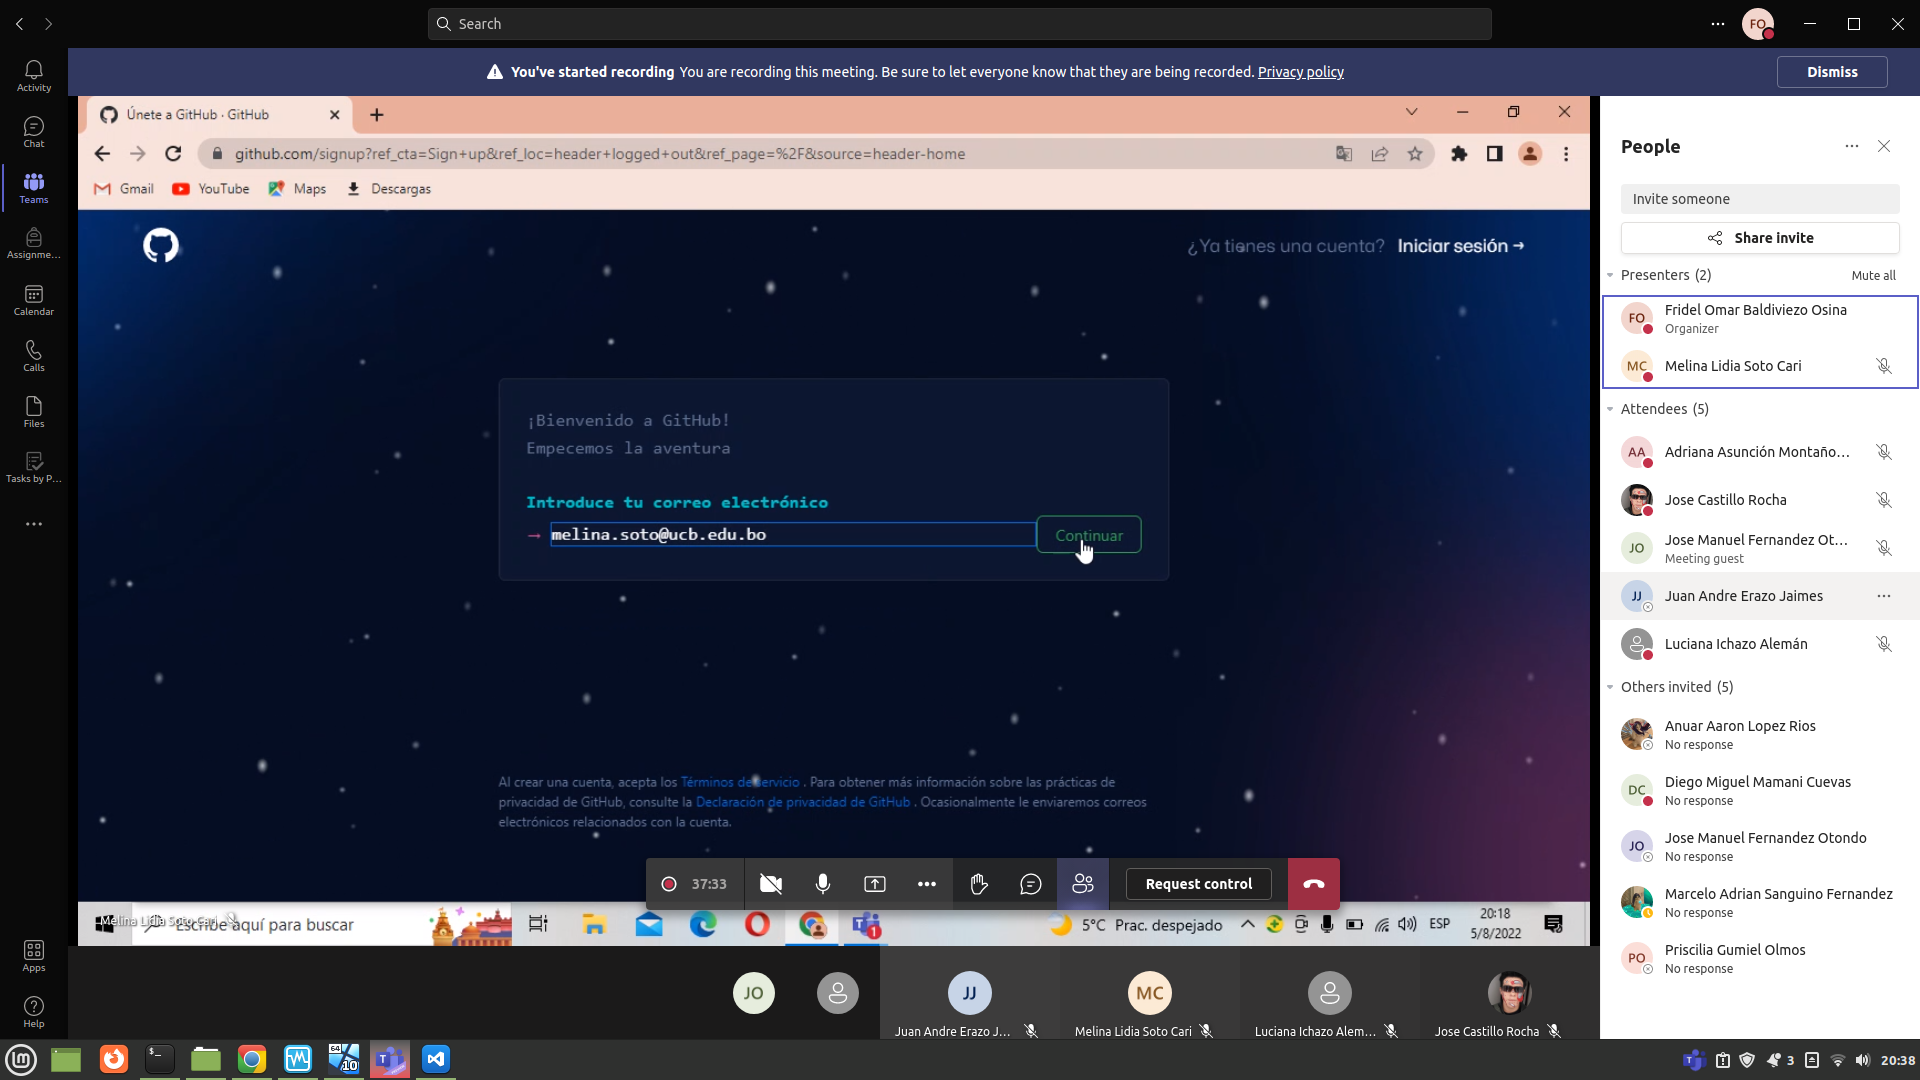 Search
FO
You've started recording You are recording this meeting. Be sure to let everyone know that they are being recorded. Privacy policy
Dismiss
Activity
Chat
Teams
Assignme...
Calendar
Calls
Files
Tasks by P...
Apps
Help
Únete a GitHub · GitHub
github.com/signup?ref_cta=Sign+up&ref_loc=header+logged+out&ref_page=%2F&source=header-home
Gmail
YouTube
Maps
Descargas
¿Ya tienes una cuenta? Iniciar sesión →
¡Bienvenido a GitHub!
Empecemos la aventura
Introduce tu correo electrónico
→ melina.soto@ucb.edu.bo
Continuar
Al crear una cuenta, acepta los Términos de servicio . Para obtener más información sobre las prácticas de
privacidad de GitHub, consulte la Declaración de privacidad de GitHub . Ocasionalmente le enviaremos correos
electrónicos relacionados con la cuenta.
37:33
Request control
Melina Lidia Soto Cari
Escribe aquí para buscar
1
5°C Prac. despejado
ESP
20:18
5/8/2022
JO
JJ
Juan Andre Erazo J...
MC
Melina Lidia Soto Cari
Luciana Ichazo Alem...
Jose Castillo Rocha
People
Invite someone
Share invite
Presenters (2)
Mute all
FO
Fridel Omar Baldiviezo Osina
Organizer
MC
Melina Lidia Soto Cari
Attendees (5)
AA
Adriana Asunción Montaño...
Jose Castillo Rocha
JO
Jose Manuel Fernandez Ot...
Meeting guest
JJ
Juan Andre Erazo Jaimes
Luciana Ichazo Alemán
Others invited (5)
Anuar Aaron Lopez Rios
No response
DC
Diego Miguel Mamani Cuevas
No response
JO
Jose Manuel Fernandez Otondo
No response
Marcelo Adrian Sanguino Fernandez
No response
PO
Priscilia Gumiel Olmos
No response
64
10
3
20:38